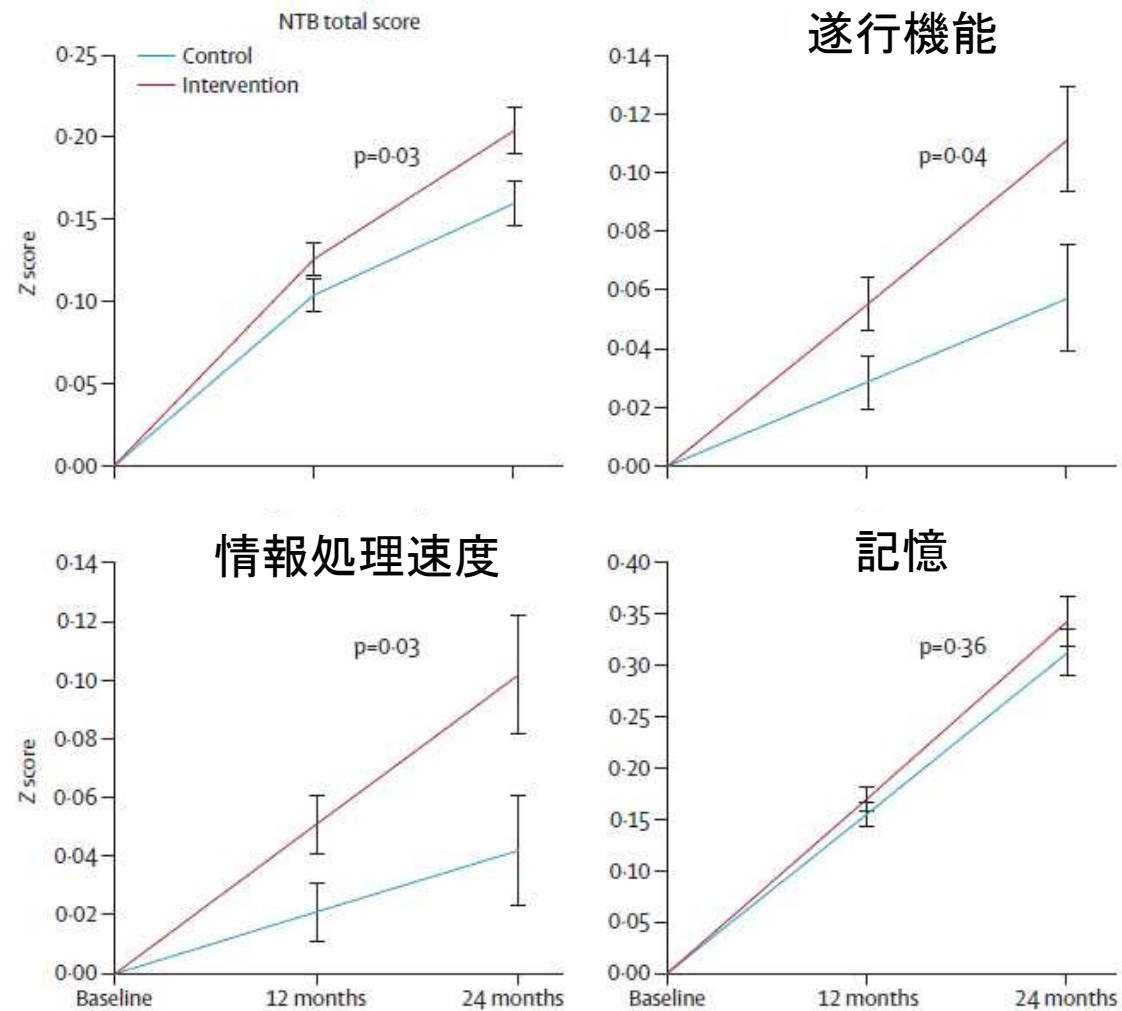 NTB total score
Control
Intervention
p=0·03
Z score
0·25
0·20
0·15
0·10
0·05
0·00
遂行機能
p=0·04
0·14
0·12
0·10
0·08
0·06
0·04
0·02
0·00
情報処理速度
p=0·03
Z score
0·14
0·12
0·10
0·08
0·06
0·04
0·02
0·00
Baseline 12 months 24 months
記憶
p=0·36
0·40
0·35
0·30
0·25
0·20
0·15
0·10
0·05
0·00
Baseline 12 months 24 months